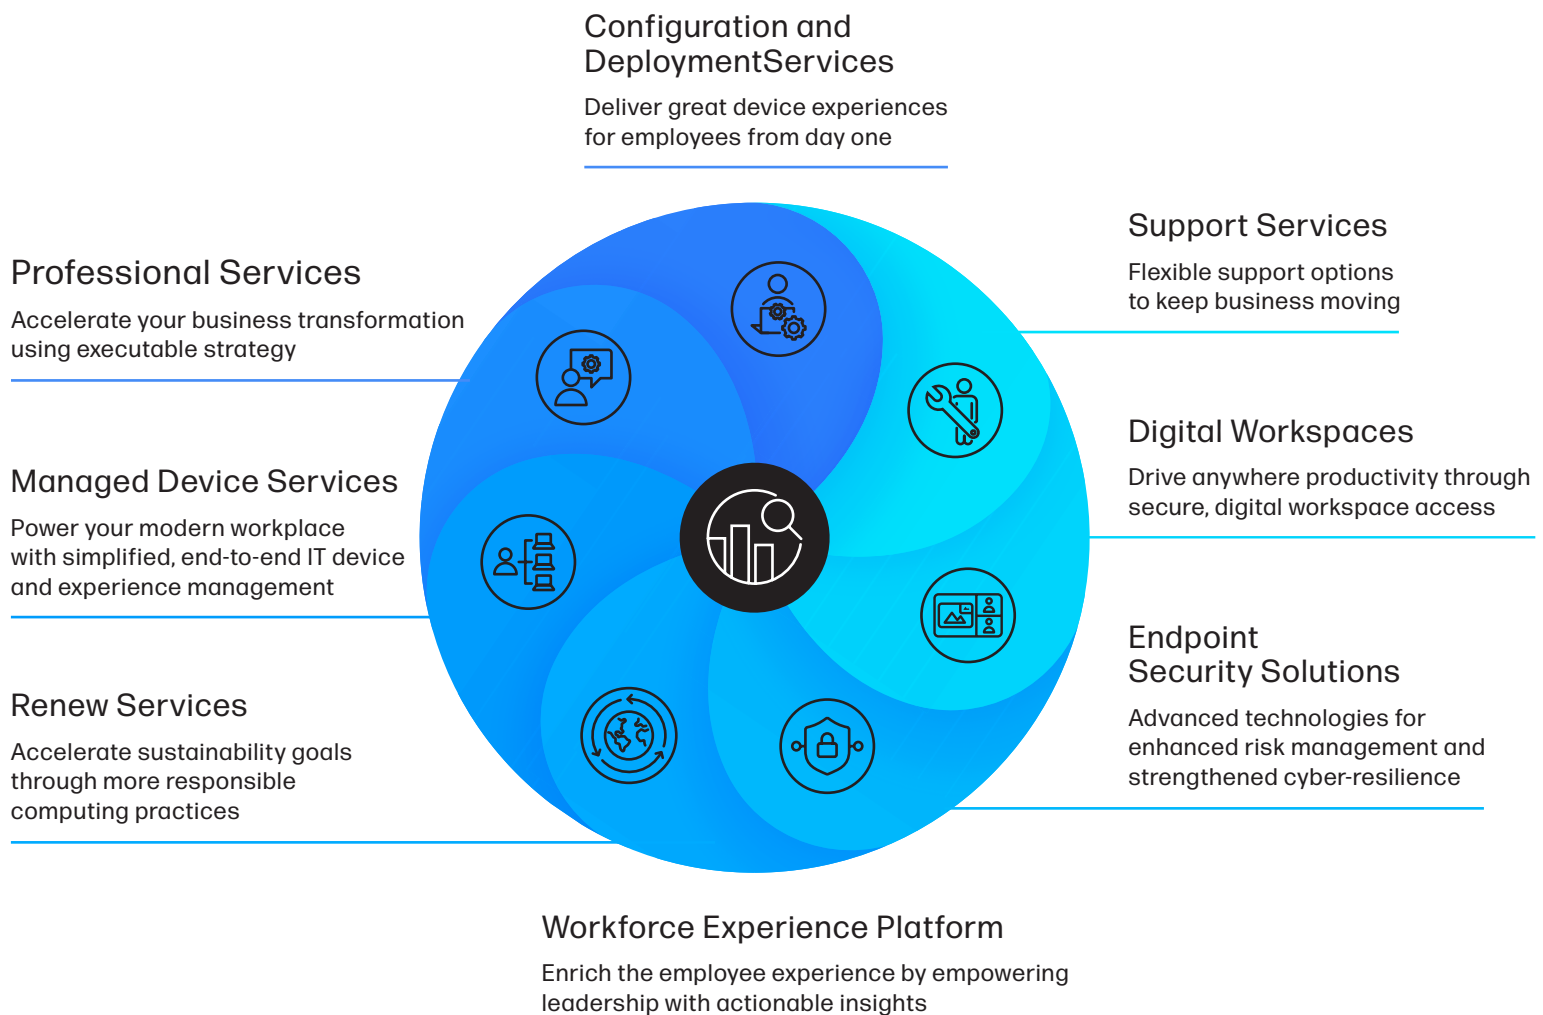 Configuration and
DeploymentServices
Deliver great device experiences
for employees from day one
Support Services
Flexible support options
to keep business moving
Digital Workspaces
Drive anywhere productivity through
secure, digital workspace access
Endpoint
Security Solutions
Advanced technologies for
enhanced risk management and
strengthened cyber-resilience
Workforce Experience Platform
Enrich the employee experience by empowering
leadership with actionable insights
Renew Services
Accelerate sustainability goals
through more responsible
computing practices
Managed Device Services
Power your modern workplace
with simplified, end-to-end IT device
and experience management
Professional Services
Accelerate your business transformation
using executable strategy